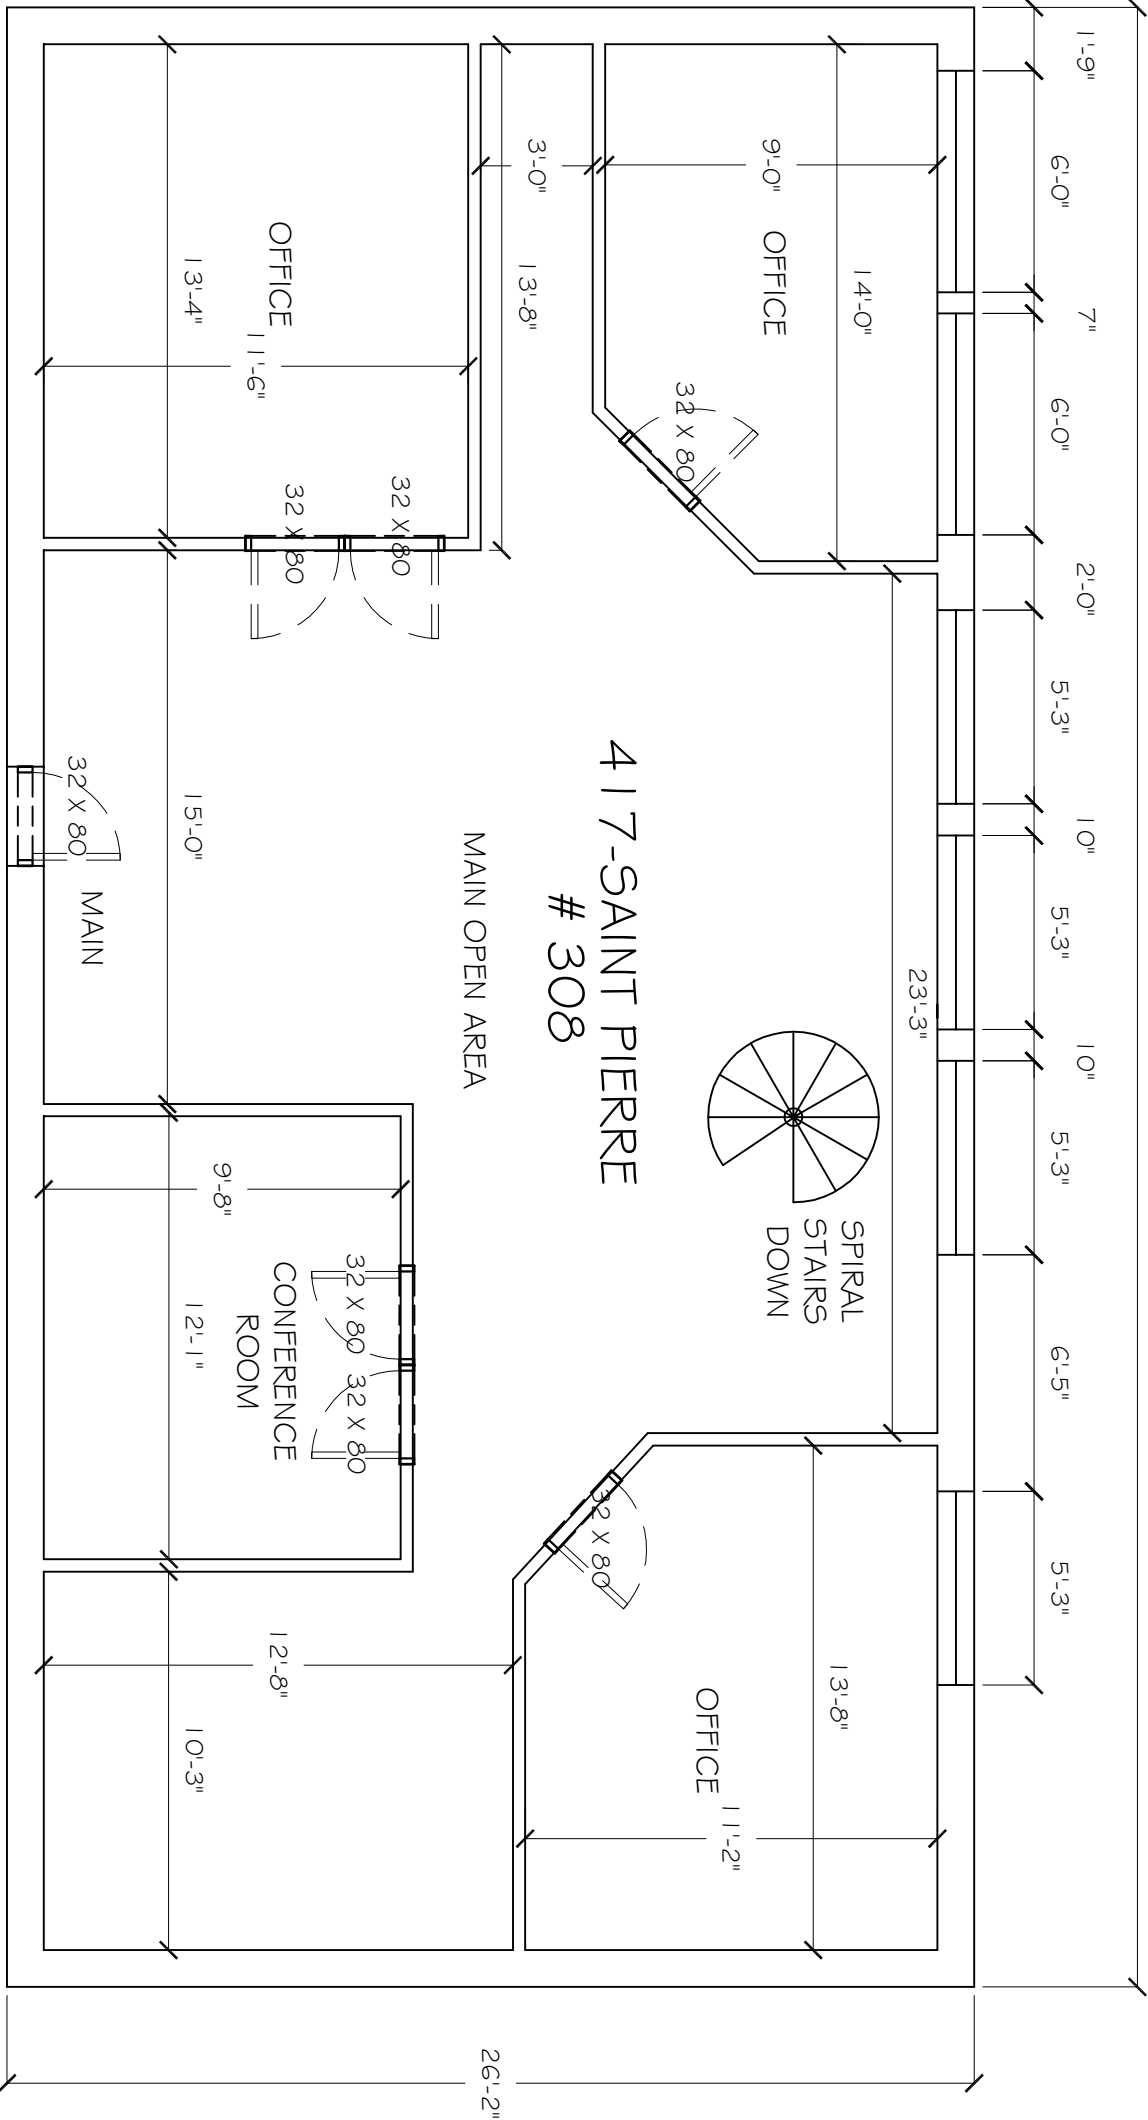 1'-9"
6'-0"
7"
6'-0"
2'-0"
5'-3"
10"
5'-3"
10"
5'-3"
6'-5"
5'-3"
14'-0"
9'-0"
OFFICE
32 X 80
23'-3"
SPIRAL
STAIRS
DOWN
13'-8"
OFFICE
11'-2"
32 X 80
3'-0"
13'-8"
417-SAINT PIERRE
# 308
MAIN OPEN AREA
OFFICE
11'-6"
13'-4"
32 X 80
32 X 80
15'-0"
32 X 80
MAIN
32 X 80
32 X 80
CONFERENCE
ROOM
9'-8"
12'-1"
12'-8"
10'-3"
26'-2"